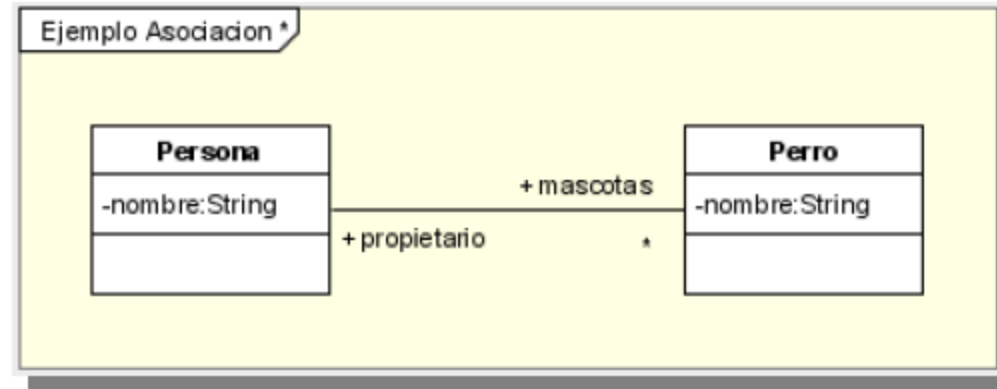 Ejemplo Asociacion *
Persona
-nombre:String
+ propietario
+ mascotas
*
Perro
-nombre:String